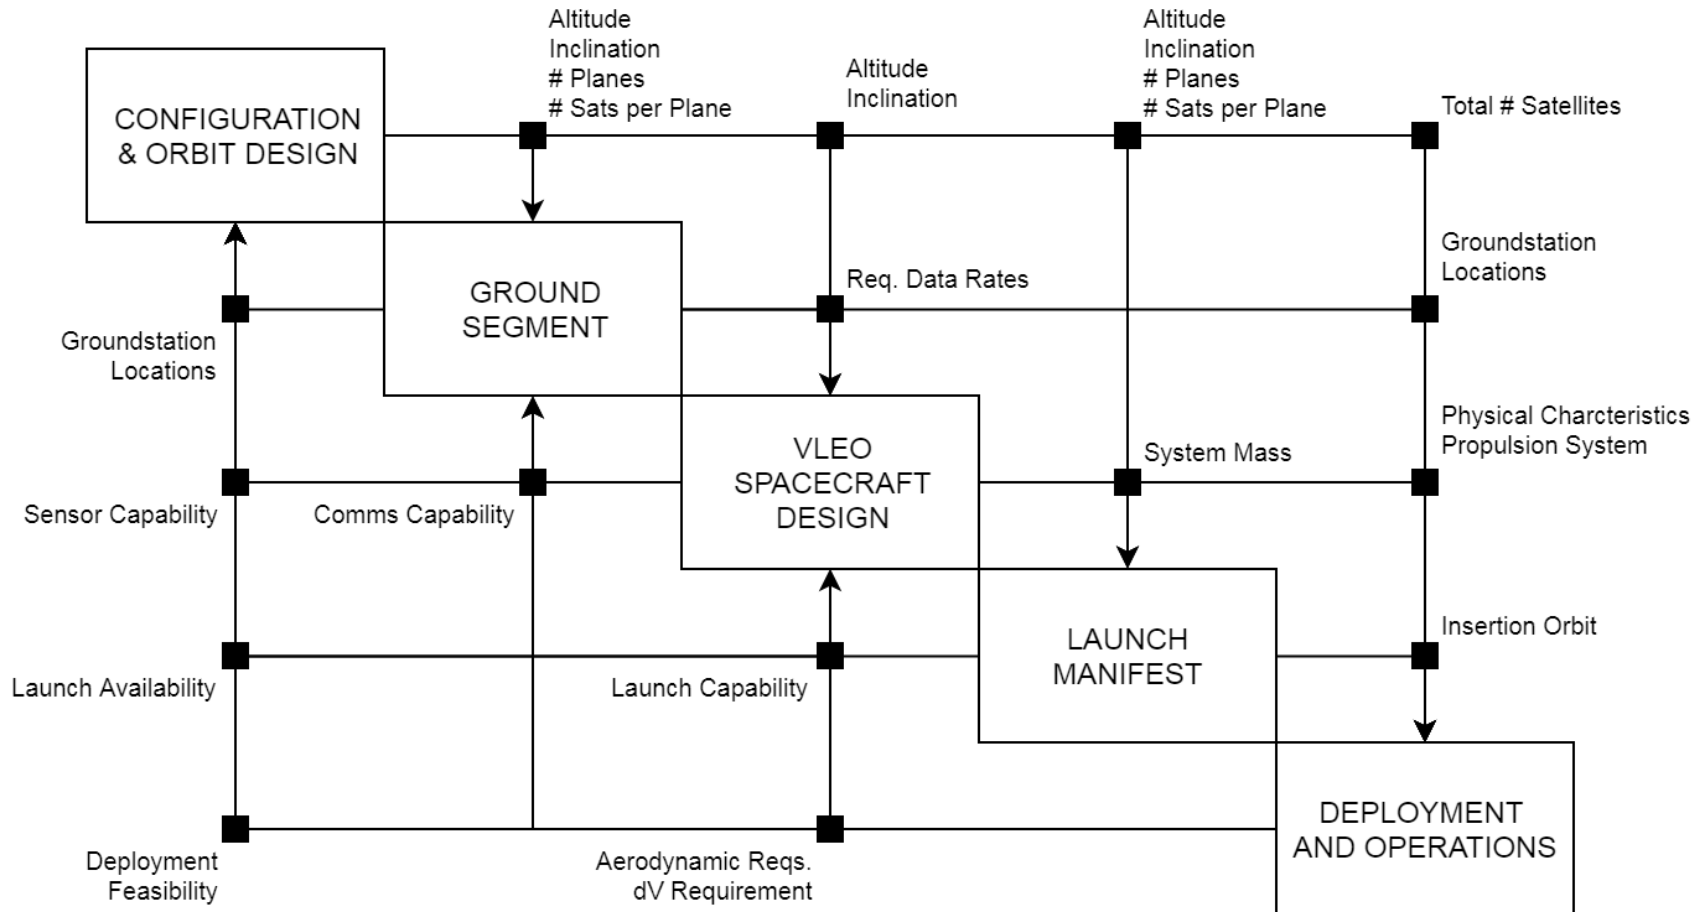 Altitude
Inclination
# Planes
# Sats per Plane
Altitude
Inclination
Altitude
Inclination
# Planes
# Sats per Plane
Total # Satellites
CONFIGURATION
& ORBIT DESIGN
Groundstation
Locations
Req. Data Rates
GROUND
SEGMENT
Groundstation
Locations
Physical Charcteristics
Propulsion System
System Mass
VLEO
SPACECRAFT
DESIGN
Sensor Capability
Comms Capability
Insertion Orbit
LAUNCH
MANIFEST
Launch Availability
Launch Capability
DEPLOYMENT
AND OPERATIONS
Deployment
Feasibility
Aerodynamic Reqs.
dV Requirement